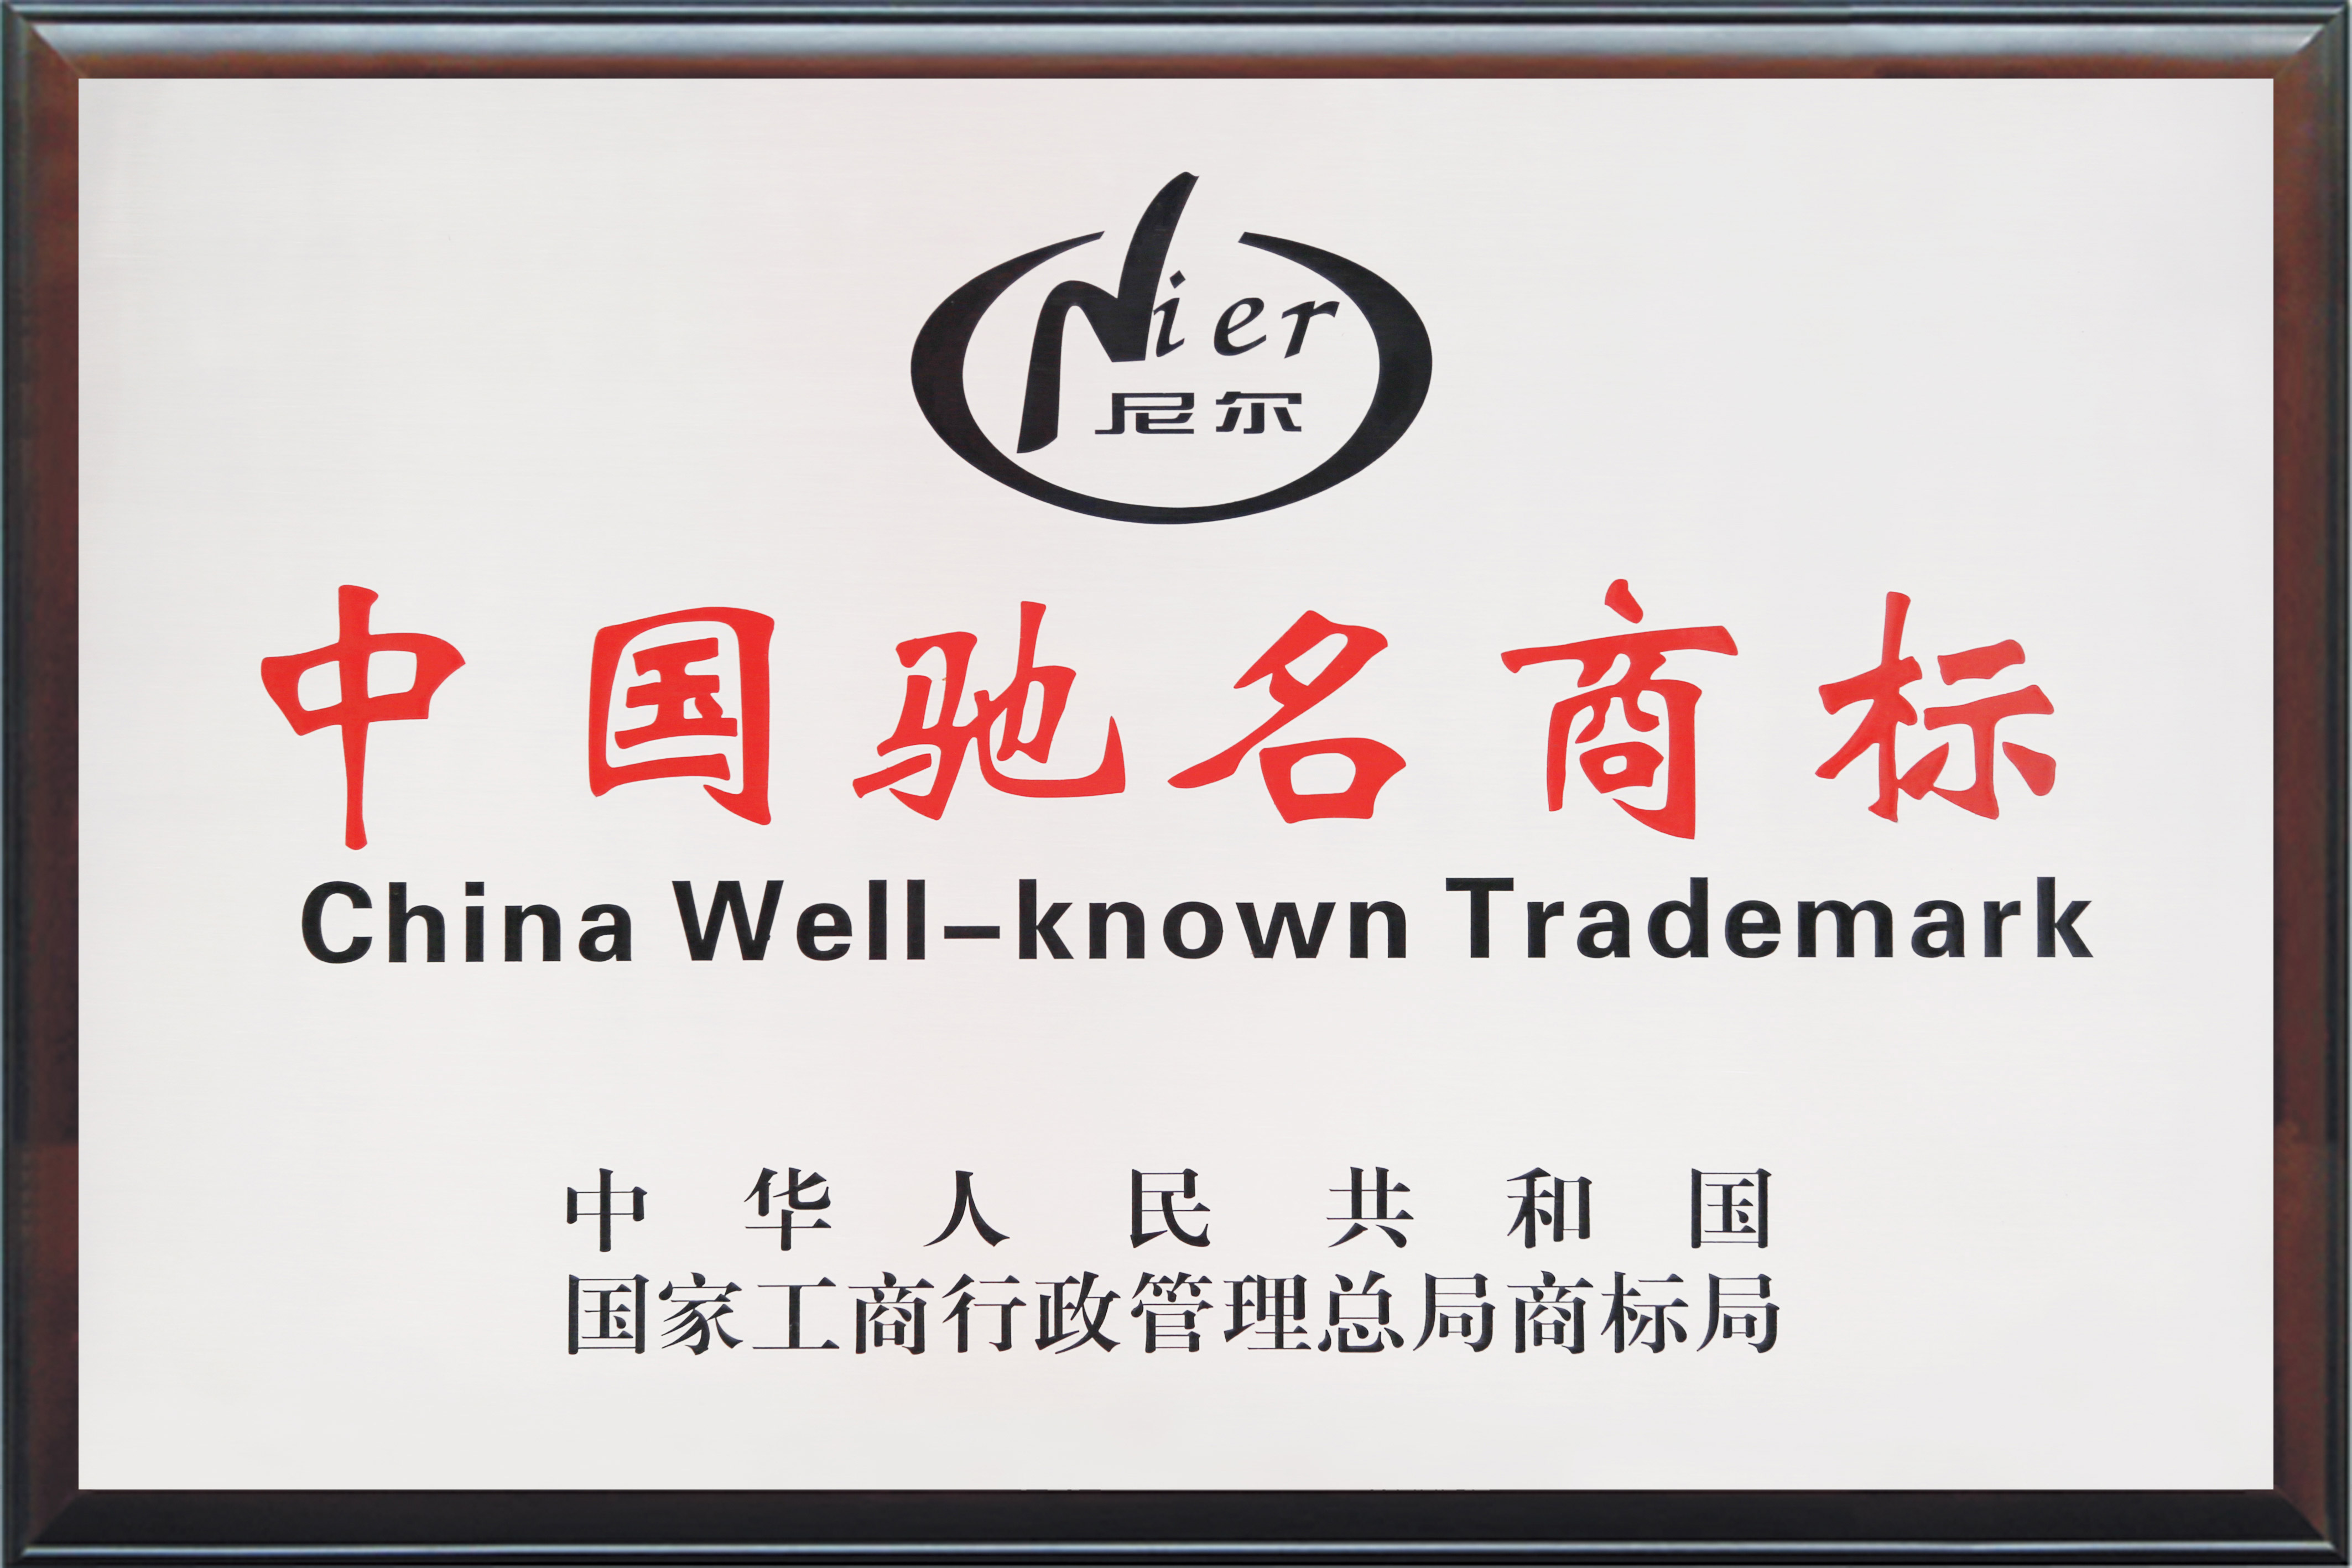 Nier
尼尔
中国驰名商标
China Well-known Trademark
中华人民共和国
国家工商行政管理总局商标局